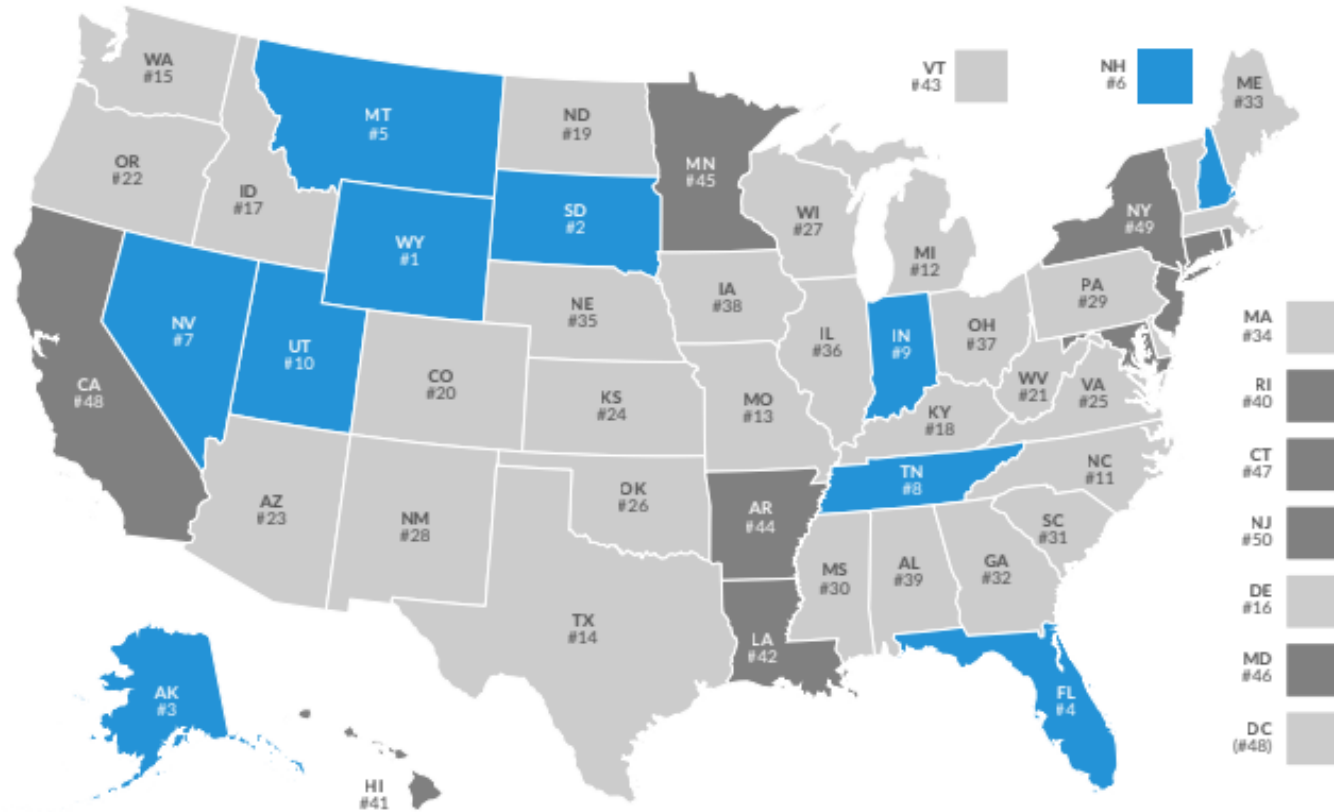 WA
#15
MT
#5
ND
#19
MN
#45
VT
#43
NH
#6
ME
#33
OR
#22
ID
#17
WY
#1
SD
#2
WI
#27
MI
#12
NY
#49
NV
#7
UT
#10
CO
#20
NE
#35
IA
#38
IL
#36
IN
#9
OH
#37
PA
#29
MA
#34
CA
#48
KS
#24
MO
#13
KY
#18
WV
#21
VA
#25
RI
#40
AZ
#23
NM
#28
OK
#26
AR
#44
TN
#8
NC
#11
CT
#47
SC
#31
NJ
#50
TX
#14
LA
#42
MS
#30
AL
#39
GA
#32
DE
#16
AK
#3
HI
#41
FL
#4
MD
#46
DC
(#48)